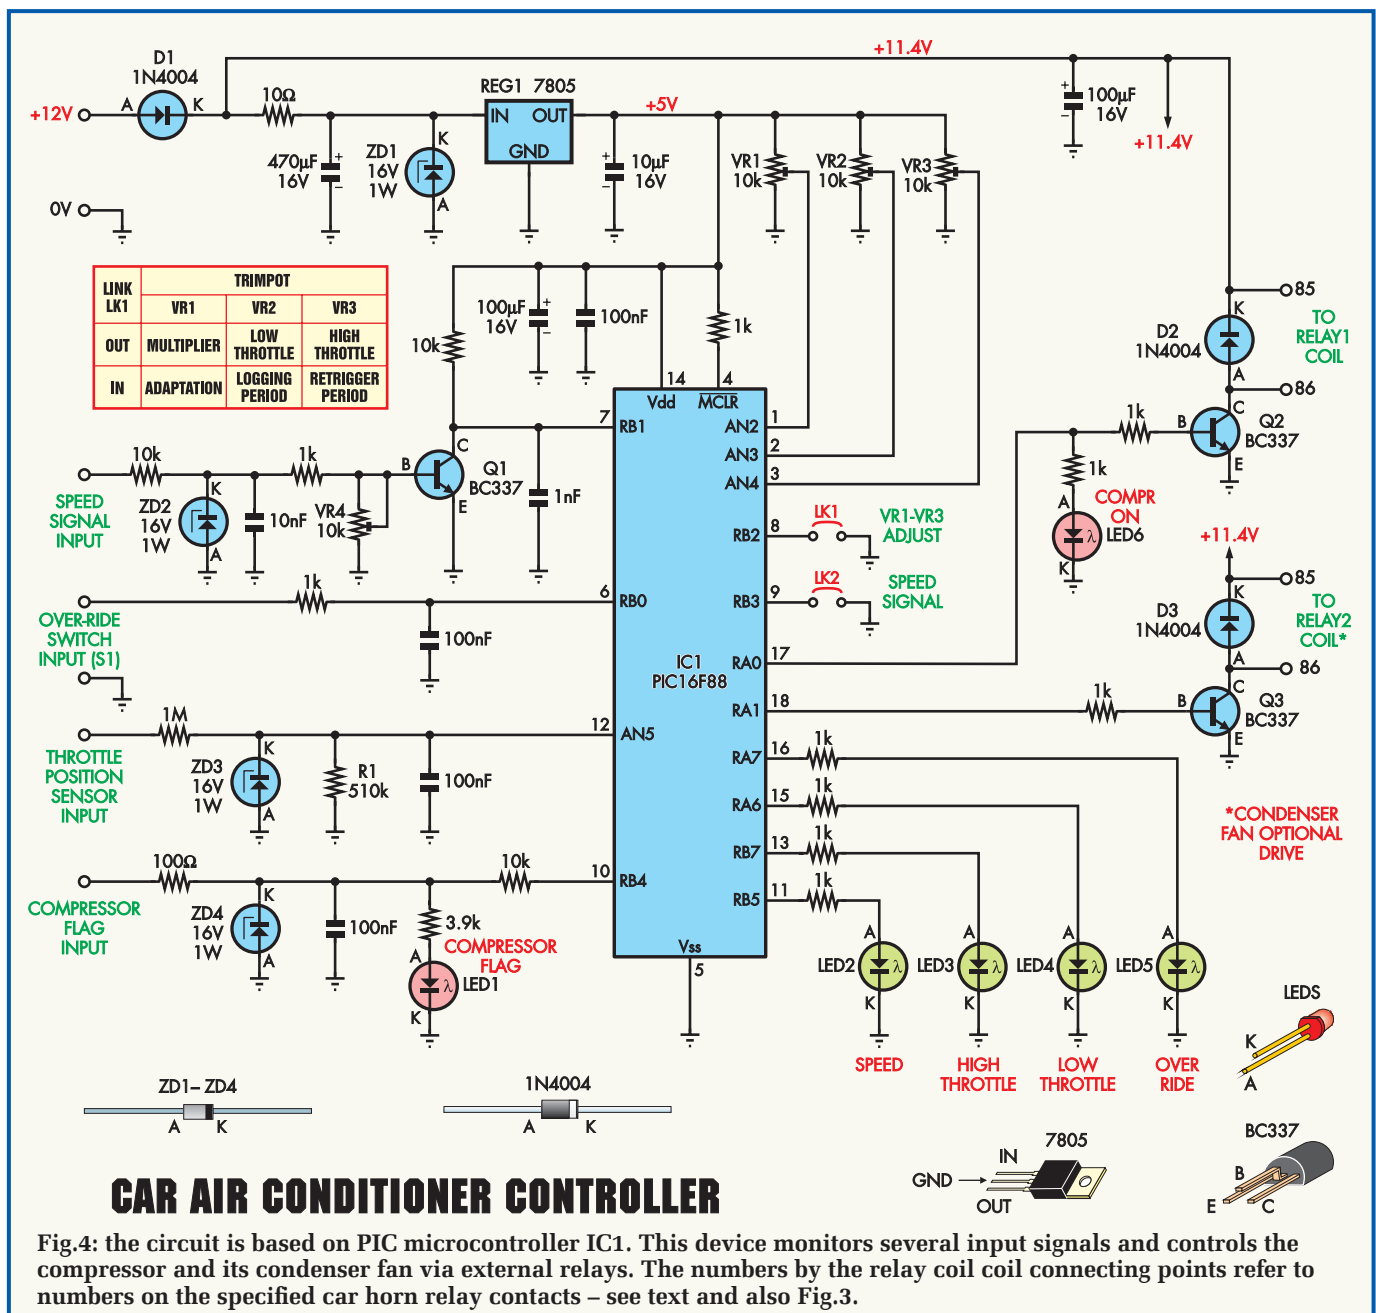 D1
1N4004
+12V
A
K
10Ω
470µF
16V
+
–
ZD1
16V
1W
K
A
REG1 7805
IN OUT
GND
+5V
10µF
16V
+
–
+11.4V
VR1
10k
VR2
10k
VR3
10k
100µF
16V
+
–
+11.4V
0V
LINK
LK1
TRIMPOT
VR1 VR2 VR3
OUT MULTIPLIER LOW
THROTTLE HIGH
THROTTLE
IN ADAPTATION LOGGING
PERIOD RETRIGGER
PERIOD
10k
100µF
16V
+
–
100nF
1k
85
TO
RELAY1
COIL
86
D2
1N4004
K
A
1k
B
C
E
Q2
BC337
1k
A
COMPR
ON
LED6
λ
K
SPEED
SIGNAL
INPUT
10k
ZD2
16V
1W
K
A
10nF
1k
VR4
10k
B
C
E
Q1
BC337
1nF
14
Vdd
4
MCLR
7
RB1
AN2
1
AN3
2
AN4
3
RB2
8
LK1
VR1-VR3
ADJUST
RB3
9
LK2
SPEED
SIGNAL
OVER-RIDE
SWITCH
INPUT (S1)
1k
100nF
6
RB0
IC1
PIC16F88
RA0
17
RA1
18
1k
+11.4V
85
TO
RELAY2
COIL*
86
D3
1N4004
K
A
B
C
E
Q3
BC337
THROTTLE
POSITION
SENSOR
INPUT
1M
ZD3
16V
1W
K
A
R1
510k
100nF
12
AN5
RA7
16
1k
RA6
15
1k
RB7
13
1k
RB5
11
1k
*CONDENSER
FAN OPTIONAL
DRIVE
COMPRESSOR
FLAG
INPUT
100Ω
ZD4
16V
1W
K
A
100nF
3.9k
COMPRESSOR
FLAG
A
λ
LED1
K
10k
10
RB4
Vss
5
A
LED2
λ
K
SPEED
A
LED3
λ
K
HIGH
THROTTLE
A
LED4
λ
K
LOW
THROTTLE
A
LED5
λ
K
OVER
RIDE
LEDS
K
A
ZD1– ZD4
A K
1N4004
A K
7805
IN
GND
OUT
BC337
B
E
C
CAR AIR CONDITIONER CONTROLLER
Fig.4: the circuit is based on PIC microcontroller IC1. This device monitors several input signals and controls the
compressor and its condenser fan via external relays. The numbers by the relay coil coil connecting points refer to
numbers on the specified car horn relay contacts – see text and also Fig.3.